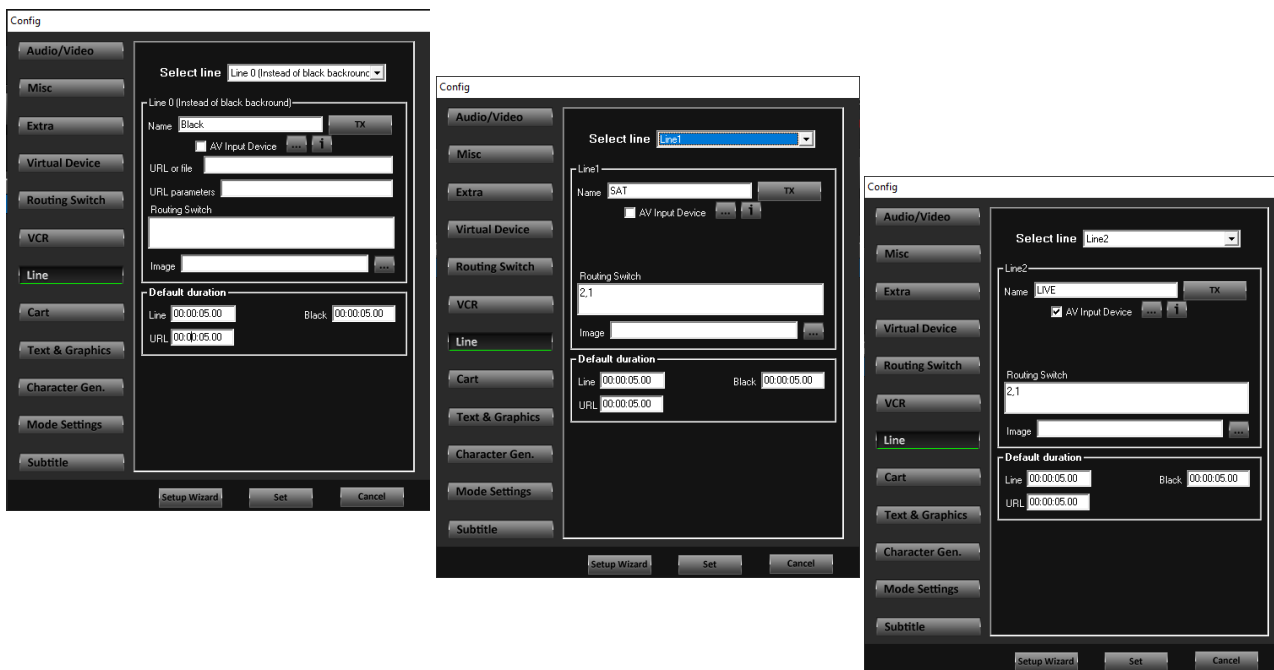 Config
Audio/Video
Misc
Extra
Virtual Device
Routing Switch
VCR
Line
Cart
Text & Graphics
Character Gen.
Mode Settings
Subtitle
Select line Line 0 (Instead of black backrounc
Line 0 (Instead of black backround)
Name Black TX
AV Input Device ... i
URL or file
URL parameters
Routing Switch
Image ...
Default duration
Line 00:00:05.00 Black 00:00:05.00
URL 00:00:05.00
Setup Wizard Set Cancel
Config
Audio/Video
Misc
Extra
Virtual Device
Routing Switch
VCR
Line
Cart
Text & Graphics
Character Gen.
Mode Settings
Subtitle
Select line Line1
Line1
Name SAT TX
AV Input Device ... i
Routing Switch
2,1
Image ...
Default duration
Line 00:00:05.00 Black 00:00:05.00
URL 00:00:05.00
Setup Wizard Set Cancel
Config
Audio/Video
Misc
Extra
Virtual Device
Routing Switch
VCR
Line
Cart
Text & Graphics
Character Gen.
Mode Settings
Subtitle
Select line Line2
Line2
Name LIVE TX
AV Input Device ... i
Routing Switch
2,1
Image ...
Default duration
Line 00:00:05.00 Black 00:00:05.00
URL 00:00:05.00
Setup Wizard Set Cancel